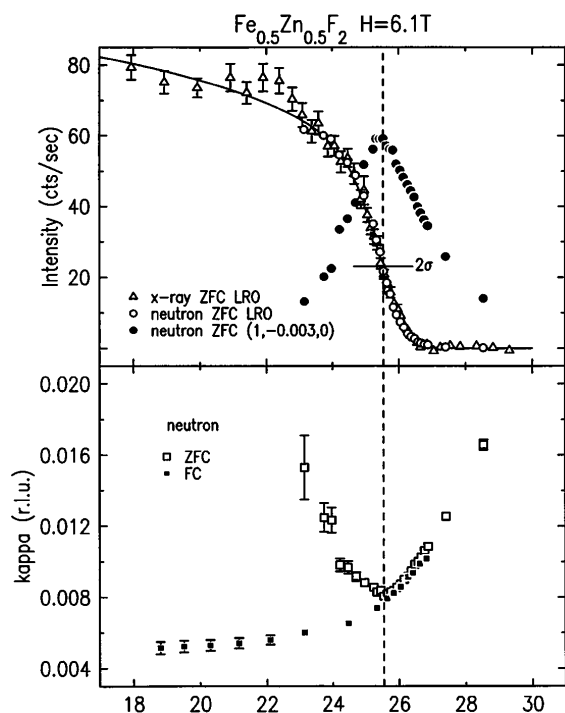 Fe0.5Zn0.5F2 H=6.1T
80
60
40
20
0
Intensity (cts/sec)
2σ
△ x-ray ZFC LRO
○ neutron ZFC LRO
● neutron ZFC (1,-0.003,0)
0.020
0.016
0.012
0.008
0.004
kappa (r.l.u.)
neutron
□ ZFC
▪ FC
18 20 22 24 26 28 30